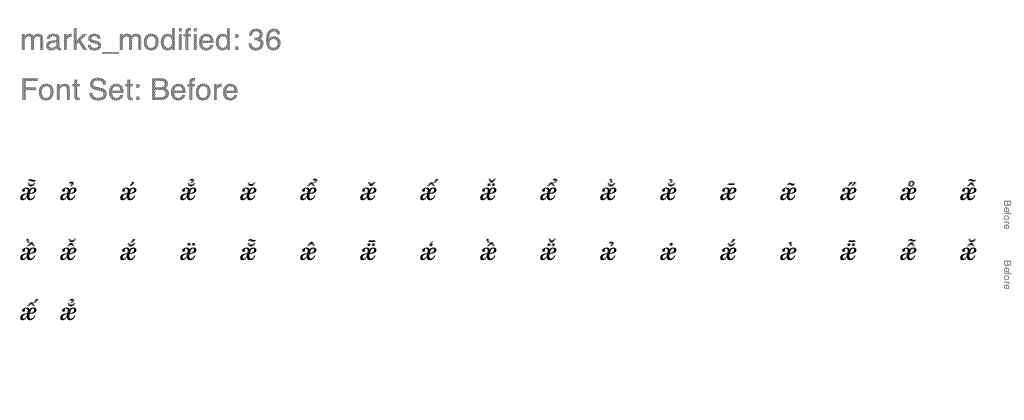 marks_modified: 36
Font Set: Before
æ̆̃ æ̉ ǽ æ̆̉ æ̆ æ̂̉ æ̌ æ̂́ æ̂̉ ǣ æ̃ æ̋ æ̊ æ̂̃
Before
æ̂̀ æ̆́ æ̈ æ̆̃ æ̂ æ̂̀ æ̉ æ̇ æ̆́ æ̀ æ̂̃
Before
æ̂́ æ̆̉